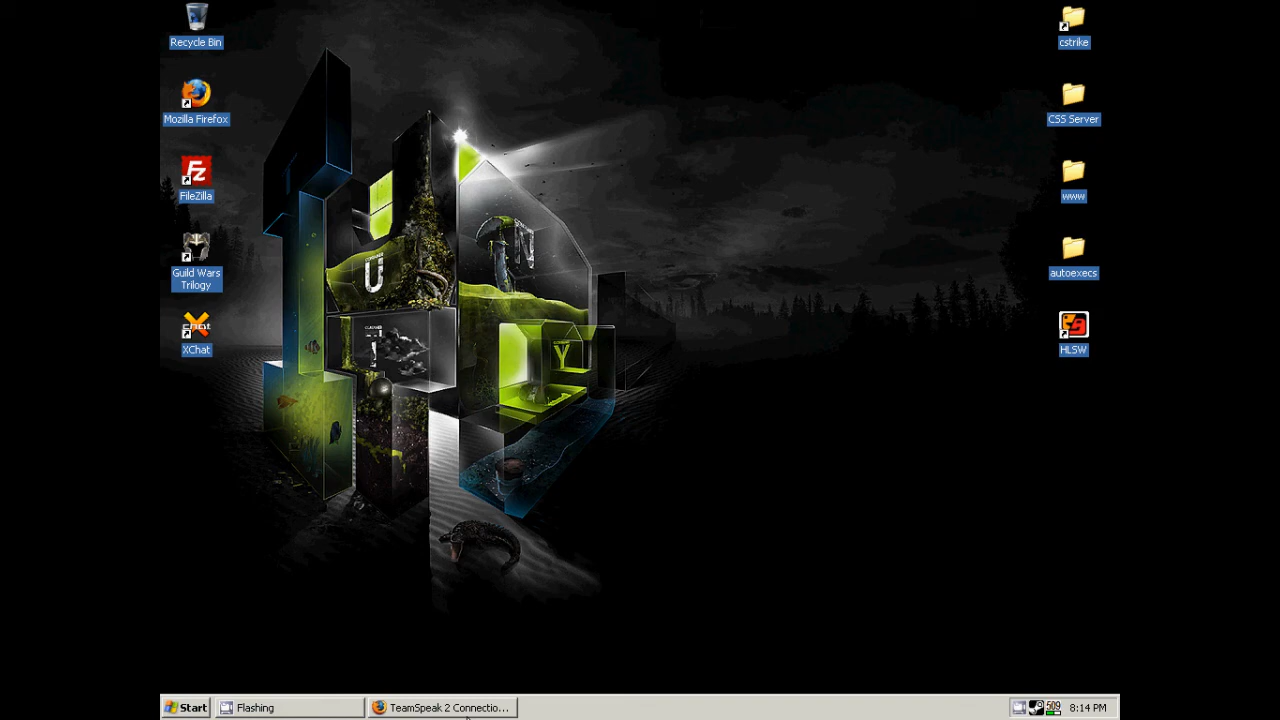 Recycle Bin
Mozilla Firefox
FileZilla
Guild Wars
Trilogy
XChat
cstrike
CSS Server
www
autoexecs
HLSW
U
N
T
Y
Start
Flashing
TeamSpeak 2 Connectio...
509
8:14 PM